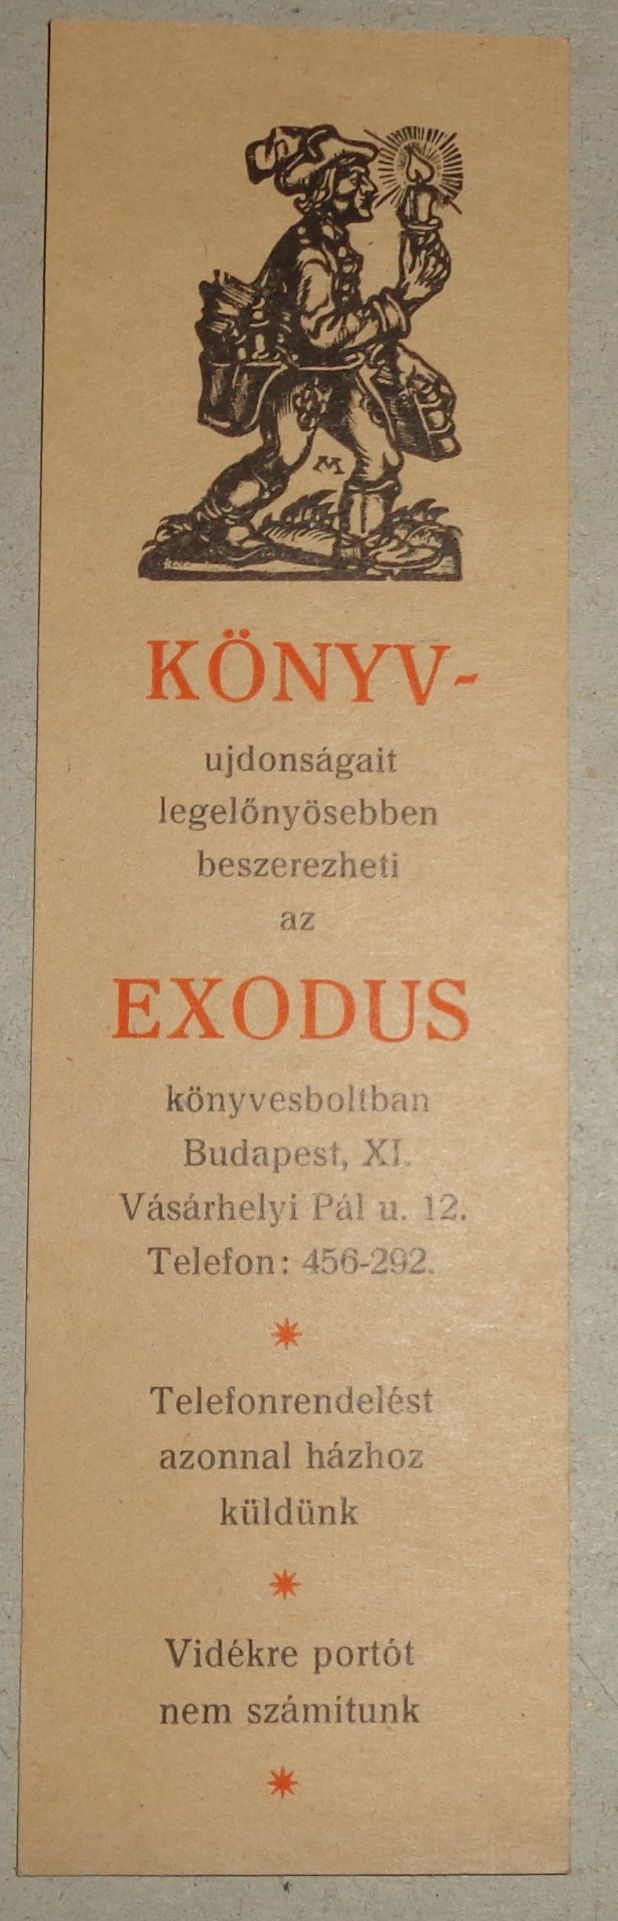 M
KÖNYV-
ujdonságait
legelőnyösebben
beszerezheti
az
EXODUS
könyvesboltban
Budapest, XI.
Vásárhelyi Pál u. 12.
Telefon: 456-292.
Telefonrendelést
azonnal házhoz
küldünk
Vidékre portót
nem számítunk